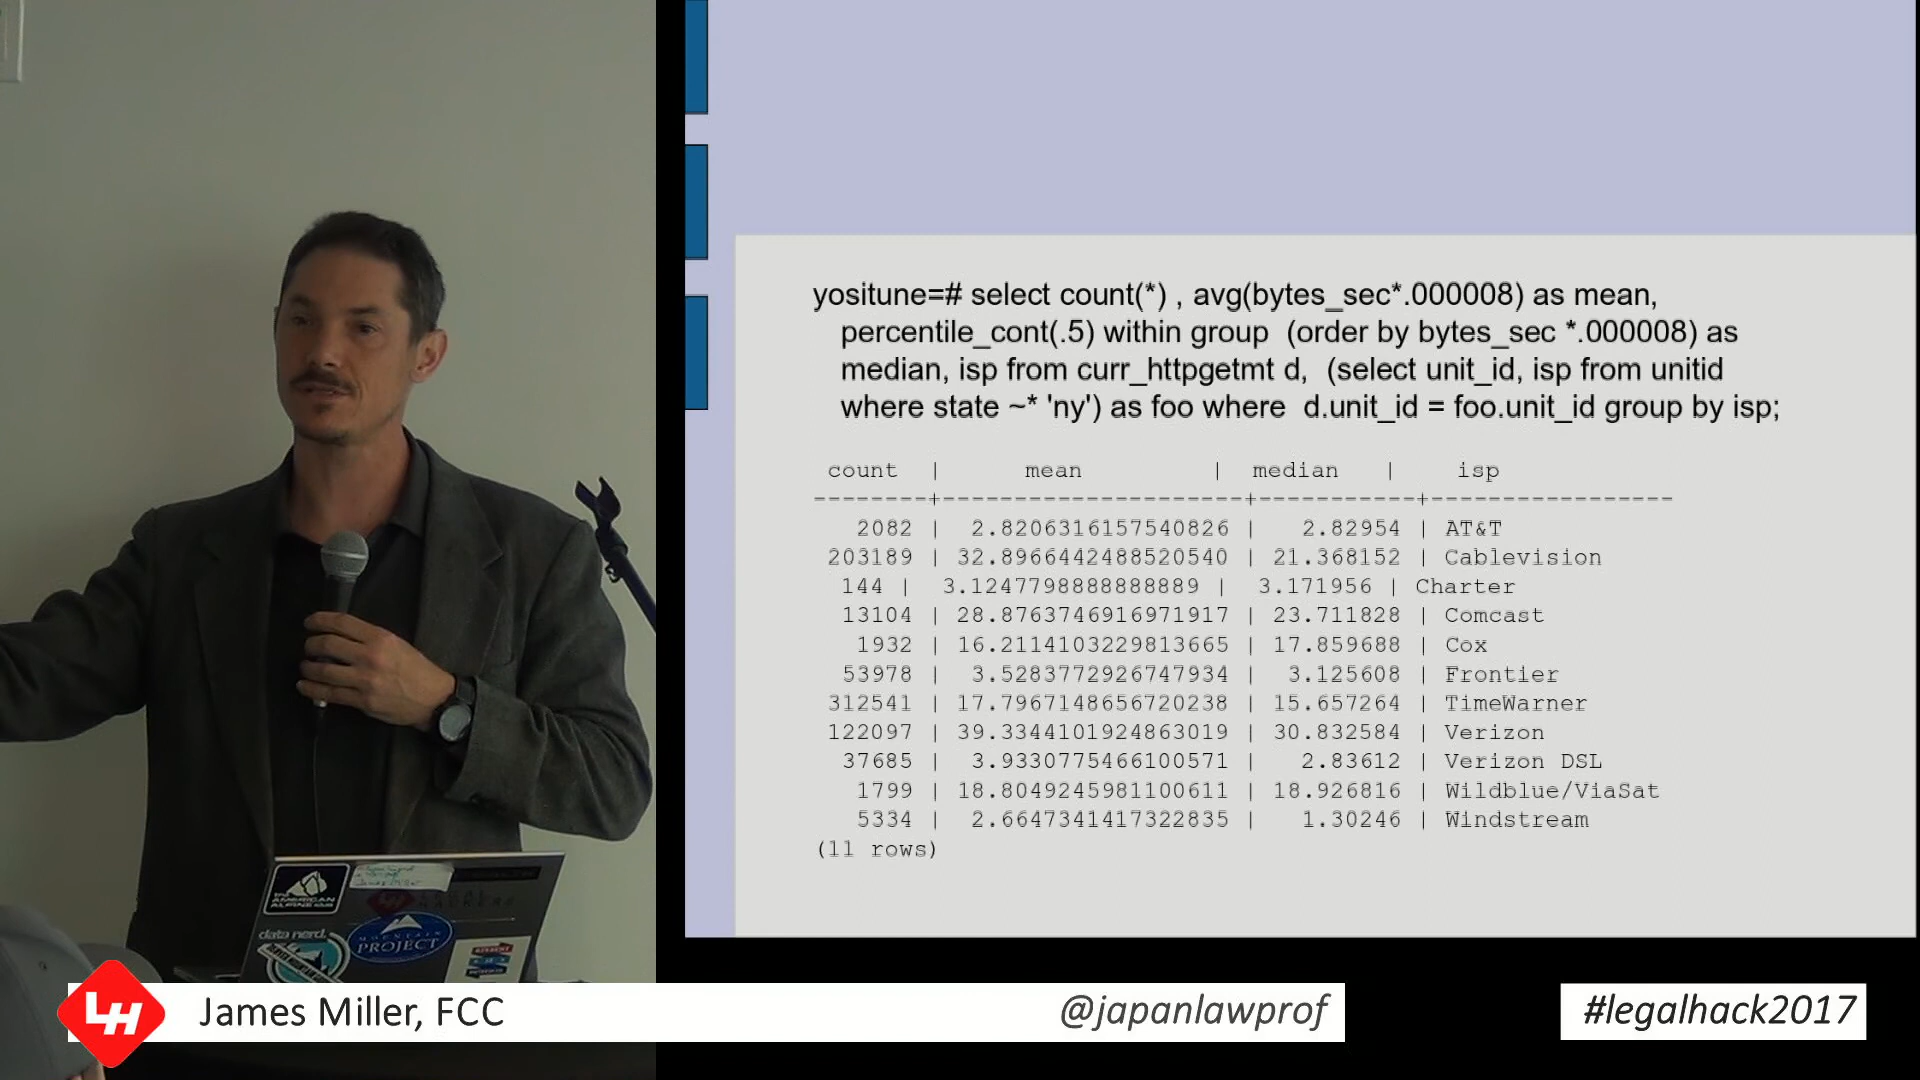 yositune=# select count(*) , avg(bytes_sec*.000008) as mean,
percentile_cont(.5) within group (order by bytes_sec *.000008) as
median, isp from curr_httpgetmt d, (select unit_id, isp from unitid
where state ~* 'ny') as foo where d.unit_id = foo.unit_id group by isp;
count | mean | median | isp
--------+---------------------+-----------+-----------------
2082 | 2.8206316157540826 | 2.82954 | AT&T
203189 | 32.8966442488520540 | 21.368152 | Cablevision
144 | 3.1247798888888889 | 3.171956 | Charter
13104 | 28.8763746916971917 | 23.711828 | Comcast
1932 | 16.2114103229813665 | 17.859688 | Cox
53978 | 3.5283772926747934 | 3.125608 | Frontier
312541 | 17.7967148656720238 | 15.657264 | TimeWarner
122097 | 39.3344101924863019 | 30.832584 | Verizon
37685 | 3.9330775466100571 | 2.83612 | Verizon DSL
1799 | 18.8049245981100611 | 18.926816 | Wildblue/ViaSat
5334 | 2.6647341417322835 | 1.30246 | Windstream
(11 rows)
AMERICAN
data nerd.
MOUNTAIN
PROJECT
LH
James Miller, FCC
@japanlawprof
#legalhack2017